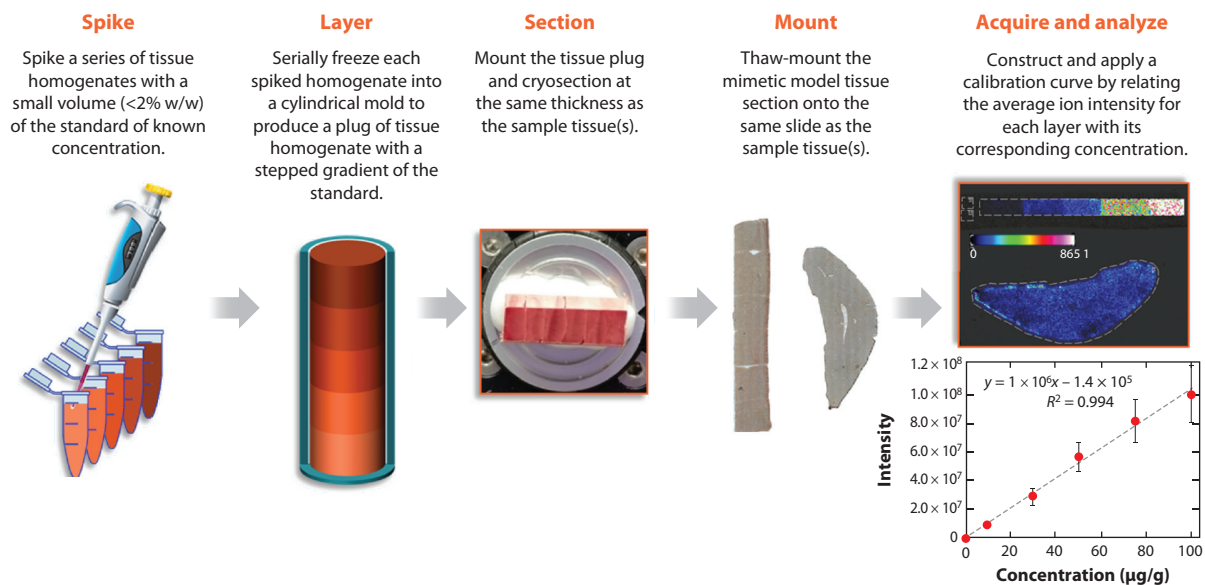 Spike
Spike a series of tissue
homogenates with a
small volume (<2% w/w)
of the standard of known
concentration.
Layer
Serially freeze each
spiked homogenate into
a cylindrical mold to
produce a plug of tissue
homogenate with a
stepped gradient of the
standard.
Section
Mount the tissue plug
and cryosection at
the same thickness as
the sample tissue(s).
Mount
Thaw-mount the
mimetic model tissue
section onto the
same slide as the
sample tissue(s).
Acquire and analyze
Construct and apply a
calibration curve by relating
the average ion intensity for
each layer with its
corresponding concentration.
0 865 1
1.2 × 10⁸
1.0 × 10⁸
8.0 × 10⁷
6.0 × 10⁷
4.0 × 10⁷
2.0 × 10⁷
0
Intensity
y = 1 × 10⁶x – 1.4 × 10⁵
R² = 0.994
0 20 40 60 80 100
Concentration (μg/g)